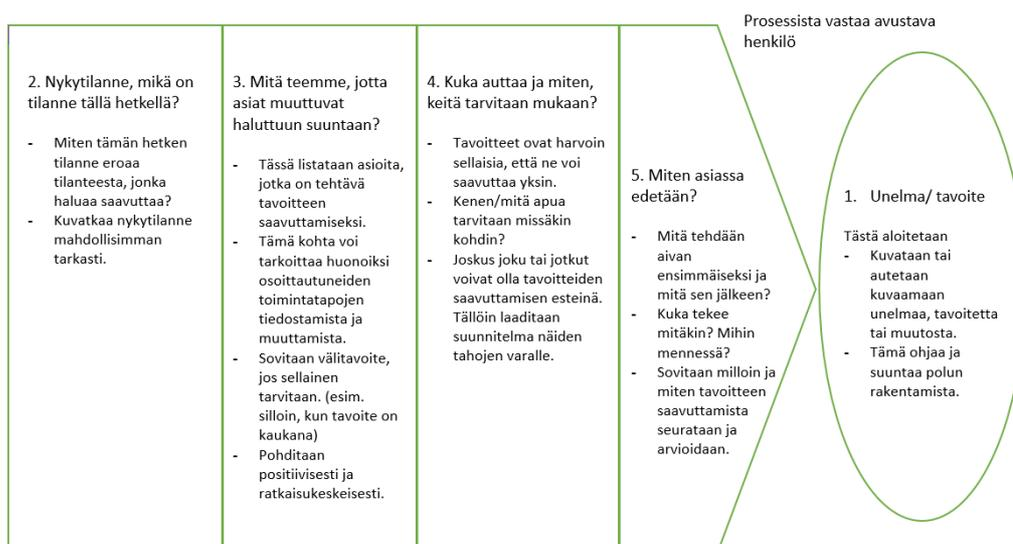 Prosessista vastaa avustava
henkilö
2. Nykytilanne, mikä on
tilanne tällä hetkellä?
- Miten tämän hetken
tilanne eroaa
tilanteesta, jonka
haluaa saavuttaa?
- Kuvatkaa nykytilanne
mahdollisimman
tarkasti.
3. Mitä teemme, jotta
asiat muuttuvat
haluttuun suuntaan?
- Tässä listataan asioita,
jotka on tehtävä
tavoitteen
saavuttamiseksi.
- Tämä kohta voi
tarkoittaa huonoiksi
osoittautuneiden
toimintatapojen
tiedostamista ja
muuttamista.
- Sovitaan välitavoite,
jos sellainen
tarvitaan. (esim.
silloin, kun tavoite on
kaukana)
- Pohditaan
positiivisesti ja
ratkaisukeskeisesti.
4. Kuka auttaa ja miten,
keitä tarvitaan mukaan?
- Tavoitteet ovat harvoin
sellaisia, että ne voi
saavuttaa yksin.
- Kenen/mitä apua
tarvitaan missäkin
kohdin?
- Joskus joku tai jotkut
voivat olla tavoitteiden
saavuttamisen esteinä.
Tällöin laaditaan
suunnitelma näiden
tahojen varalle.
5. Miten asiassa
edetään?
- Mitä tehdään
aivan
ensimmäiseksi ja
mitä sen jälkeen?
- Kuka tekee
mitäkin? Mihin
mennessä?
- Sovitaan milloin ja
miten tavoitteen
saavuttamista
seurataan ja
arvioidaan.
1. Unelma/ tavoite
Tästä aloitetaan
- Kuvataan tai
autetaan
kuvaamaan
unelmaa, tavoitetta
tai muutosta.
- Tämä ohjaa ja
suuntaa polun
rakentamista.